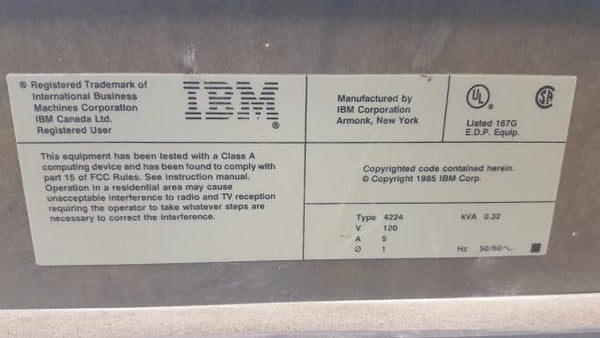 ® Registered Trademark of
International Business
Machines Corporation
IBM Canada Ltd.
Registered User
IBM®
Manufactured by
IBM Corporation
Armonk, New York
UL®
SA
Listed 167G
E.D.P. Equip.
This equipment has been tested with a Class A
computing device and has been found to comply with
part 15 of FCC Rules. See instruction manual.
Operation in a residential area may cause
unacceptable interference to radio and TV reception
requiring the operator to take whatever steps are
necessary to correct the interference.
Copyrighted code contained herein.
© Copyright 1985 IBM Corp.
Type 4224 kVA 0.32
V 120
A 5
Ø 1 Hz 50/60~